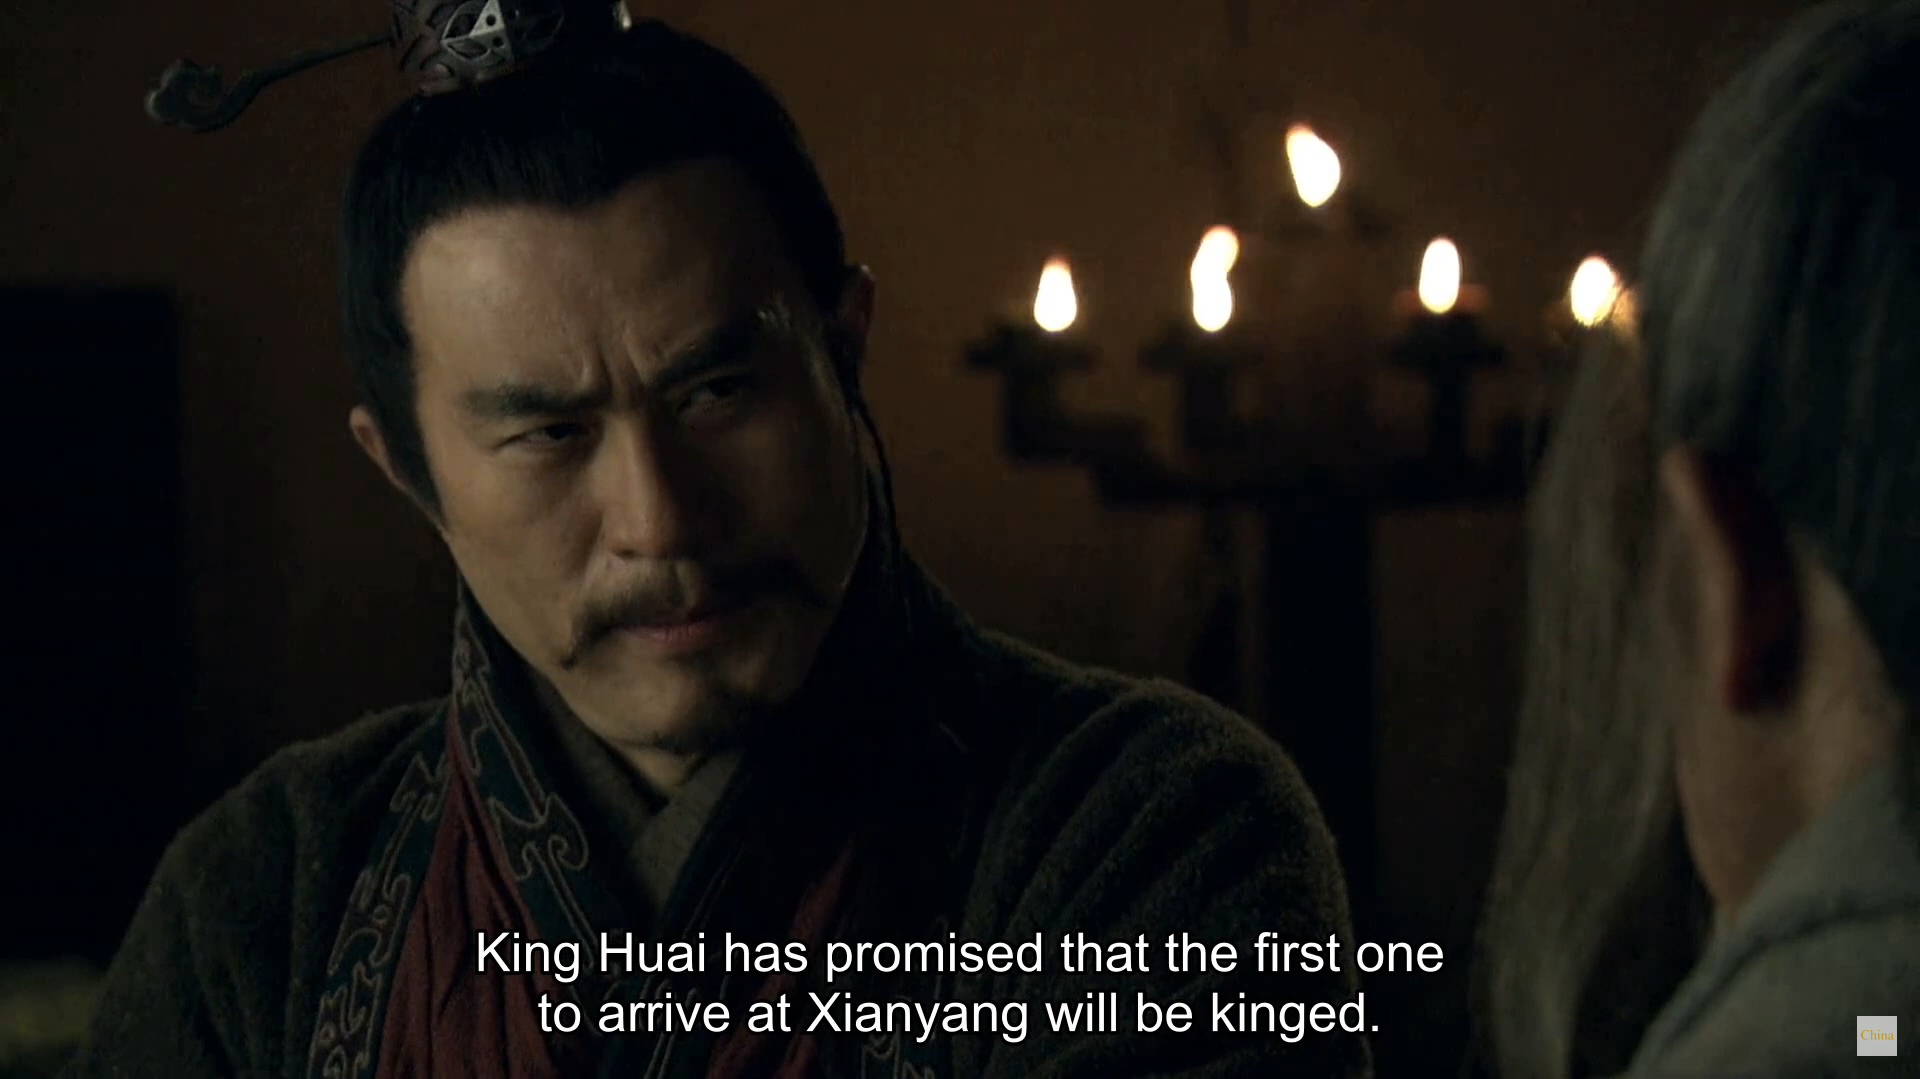 King Huai has promised that the first one
to arrive at Xianyang will be kinged.
China